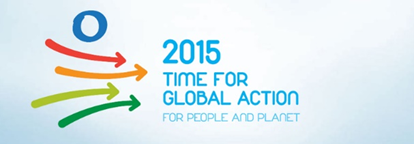 2015
TIME FOR
GLOBAL ACTION
FOR PEOPLE AND PLANET